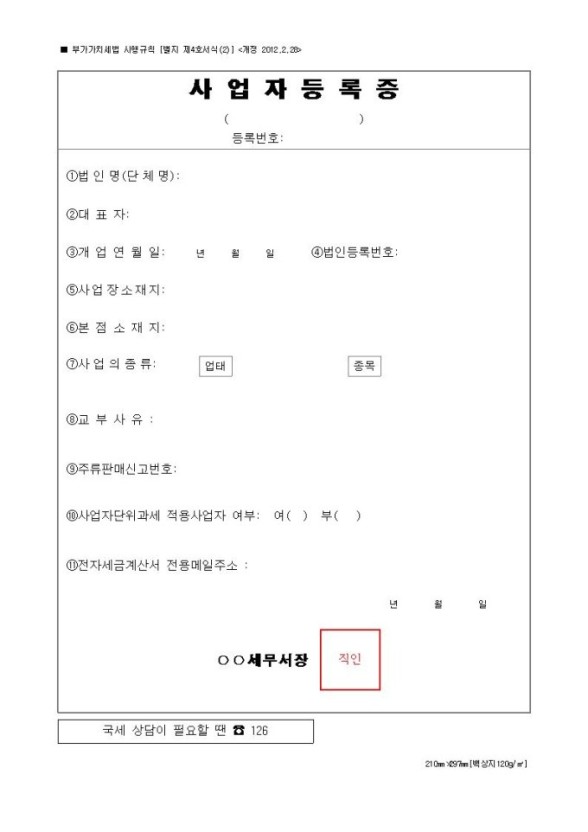 ■ 부가가치세법 시행규칙 [별지 제4호서식(2)] <개정 2012.2.28>
사 업 자 등 록 증
( )
등록번호:
①법 인 명(단 체 명):
②대 표 자:
③개 업 연 월 일: 년 월 일 ④법인등록번호:
⑤사업장소재지:
⑥본 점 소 재 지:
⑦사 업 의 종 류: 업태 종목
⑧교 부 사 유 :
⑨주류판매신고번호:
⑩사업자단위과세 적용사업자 여부: 여( ) 부( )
⑪전자세금계산서 전용메일주소 :
년 월 일
○○세무서장 직인
국세 상담이 필요할 땐 ☎ 126
210㎜×297㎜[백상지 120g/㎡]